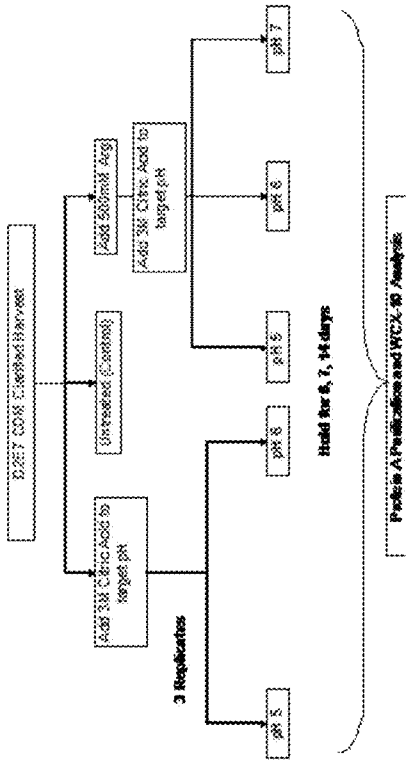 D2E7 CDM Clarified Harvest
Add 3M Citric Acid to
target pH
Untreated (Control)
Add 500mM Arg
Add 3M Citric Acid to
target pH
3 Replicates
pH 5
pH 6
pH 5
pH 6
pH 7
Hold for 6, 7, 14 days
Protein A Purification and WCX-10 Analysis